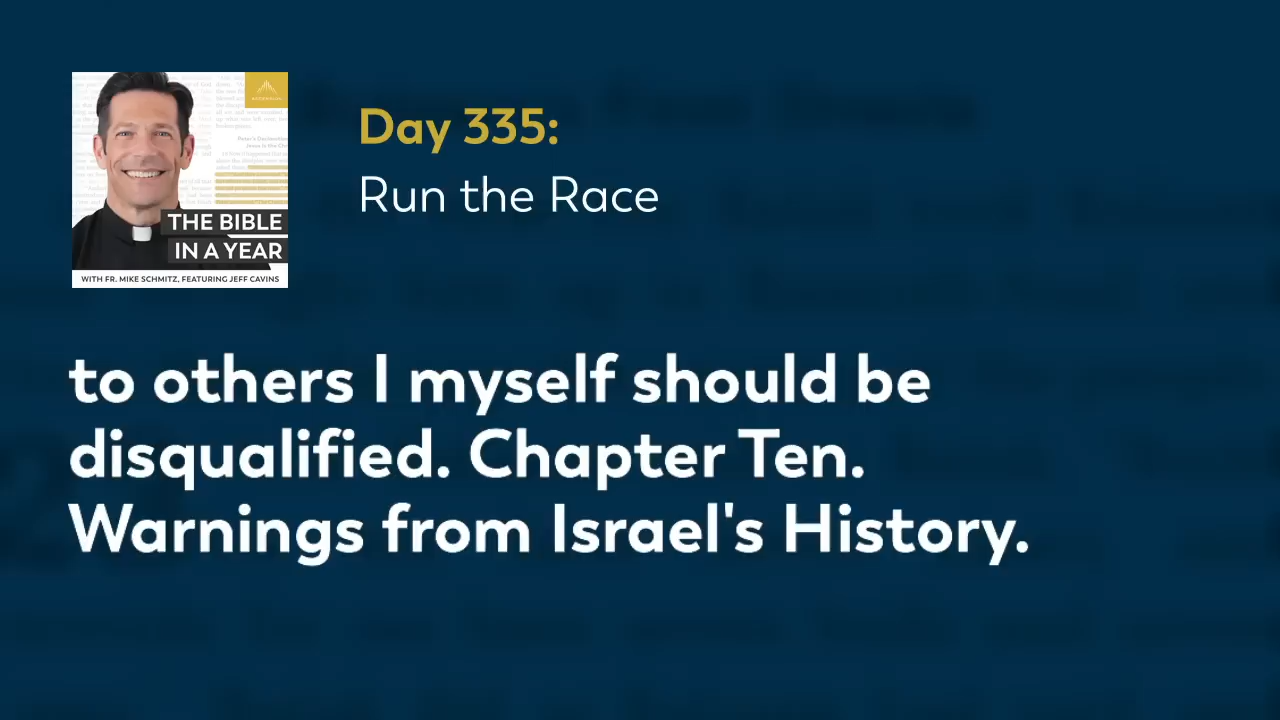 THE BIBLE
IN A YEAR
WITH FR. MIKE SCHMITZ, FEATURING JEFF CAVINS
Day 335:
Run the Race
to others I myself should be
disqualified. Chapter Ten.
Warnings from Israel's History.